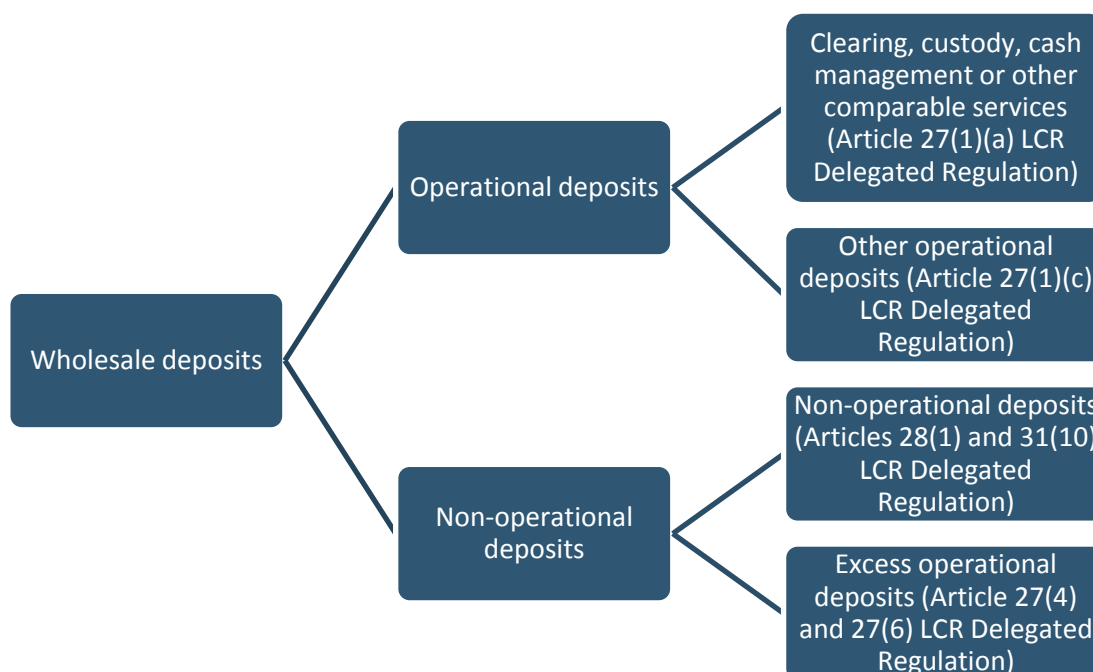 Wholesale deposits
Operational deposits
Clearing, custody, cash
management or other
comparable services
(Article 27(1)(a) LCR
Delegated Regulation)
Other operational
deposits (Article 27(1)(c)
LCR Delegated
Regulation)
Non-operational
deposits
Non-operational deposits
(Articles 28(1) and 31(10)
LCR Delegated
Regulation)
Excess operational
deposits (Article 27(4)
and 27(6) LCR Delegated
Regulation)